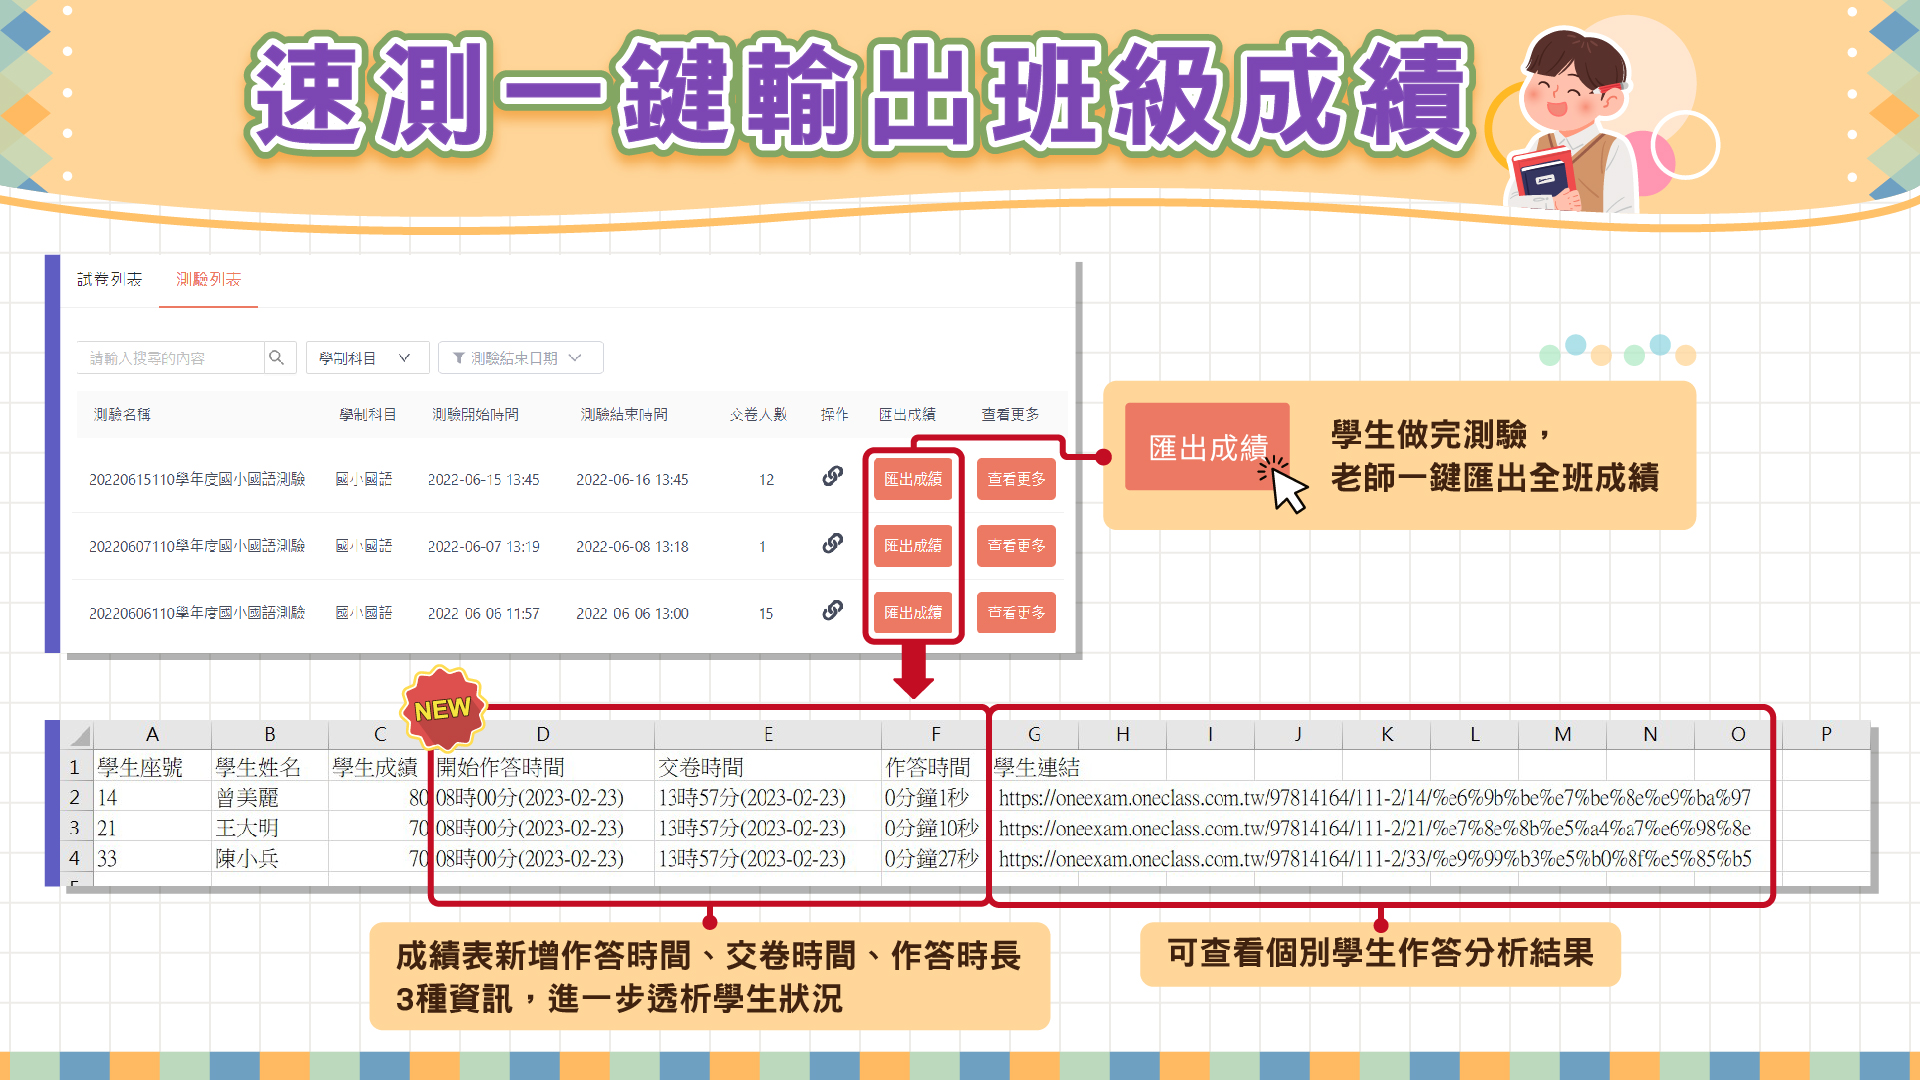 速測一鍵輸出班級成績
試卷列表 測驗列表
請輸入搜尋的內容 學制科目 測驗結束日期
測驗名稱 學制科目 測驗開始時間 測驗結束時間 交卷人數 操作 匯出成績 查看更多
20220615110學年度國小國語測驗 國小國語 2022-06-15 13:45 2022-06-16 13:45 12 匯出成績 查看更多
20220607110學年度國小國語測驗 國小國語 2022-06-07 13:19 2022-06-08 13:18 1 匯出成績 查看更多
20220606110學年度國小國語測驗 國小國語 2022-06-06 11:57 2022-06-06 13:00 15 匯出成績 查看更多
匯出成績
學生做完測驗，
老師一鍵匯出全班成績
NEW
A B C D E F G H I J K L M N O P
1 學生座號 學生姓名 學生成績 開始作答時間 交卷時間 作答時間 學生連結
2 14 曾美麗 80 08時00分(2023-02-23) 13時57分(2023-02-23) 0分鐘1秒 https://oneexam.oneclass.com.tw/97814164/111-2/14/%e6%9b%be%e7%be%8e%e9%ba%97
3 21 王大明 70 08時00分(2023-02-23) 13時57分(2023-02-23) 0分鐘10秒 https://oneexam.oneclass.com.tw/97814164/111-2/21/%e7%8e%8b%e5%a4%a7%e6%98%8e
4 33 陳小兵 70 08時00分(2023-02-23) 13時57分(2023-02-23) 0分鐘27秒 https://oneexam.oneclass.com.tw/97814164/111-2/33/%e9%99%b3%e5%b0%8f%e5%85%b5
成績表新增作答時間、交卷時間、作答時長
3種資訊，進一步透析學生狀況
可查看個別學生作答分析結果